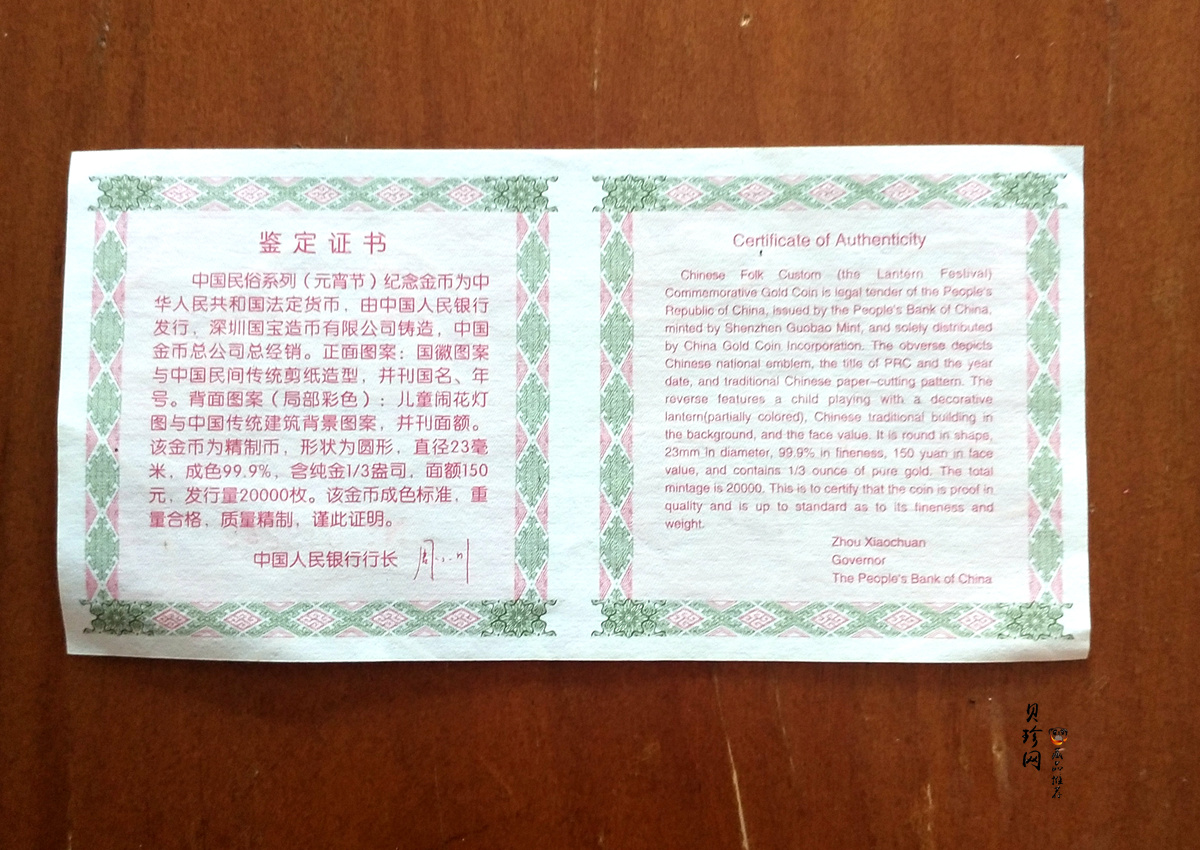 鉴定证书
中国民俗系列（元宵节）纪念金币为中
华人民共和国法定货币，由中国人民银行
发行、深圳国宝造币有限公司铸造，中国
金币总公司总经销。正面图案：国徽图案
与中国民间传统剪纸造型，并刊国名、年
号。背面图案（局部彩色）：儿童闹花灯
图与中国传统建筑背景图案，并刊面额。
该金币为精制币，形状为圆形，直径23毫
米，成色99.9%，含纯金1/3盎司，面额150
元，发行量20000枚。该金币成色标准，重
量合格，质量精制，谨此证明。
中国人民银行行长 周小川
Certificate of Authenticity
Chinese Folk Custom (the Lantern Festival)
Commemorative Gold Coin is legal tender of the People's
Republic of China, issued by the People's Bank of China,
minted by Shenzhen Guobao Mint, and solely distributed
by China Gold Coin Incorporation. The obverse depicts
Chinese national emblem, the title of PRC and the year
date, and traditional Chinese paper-cutting pattern. The
reverse features a child playing with a decorative
lantern(partially colored), Chinese traditional building in
the background, and the face value. It is round in shape,
23mm in diameter, 99.9% in fineness, 150 yuan in face
value, and contains 1/3 ounce of pure gold. The total
mintage is 20000. This is to certify that the coin is proof in
quality and is up to standard as to its fineness and
weight.
Zhou Xiaochuan
Governor
The People's Bank of China
贝珍网
藏品推荐